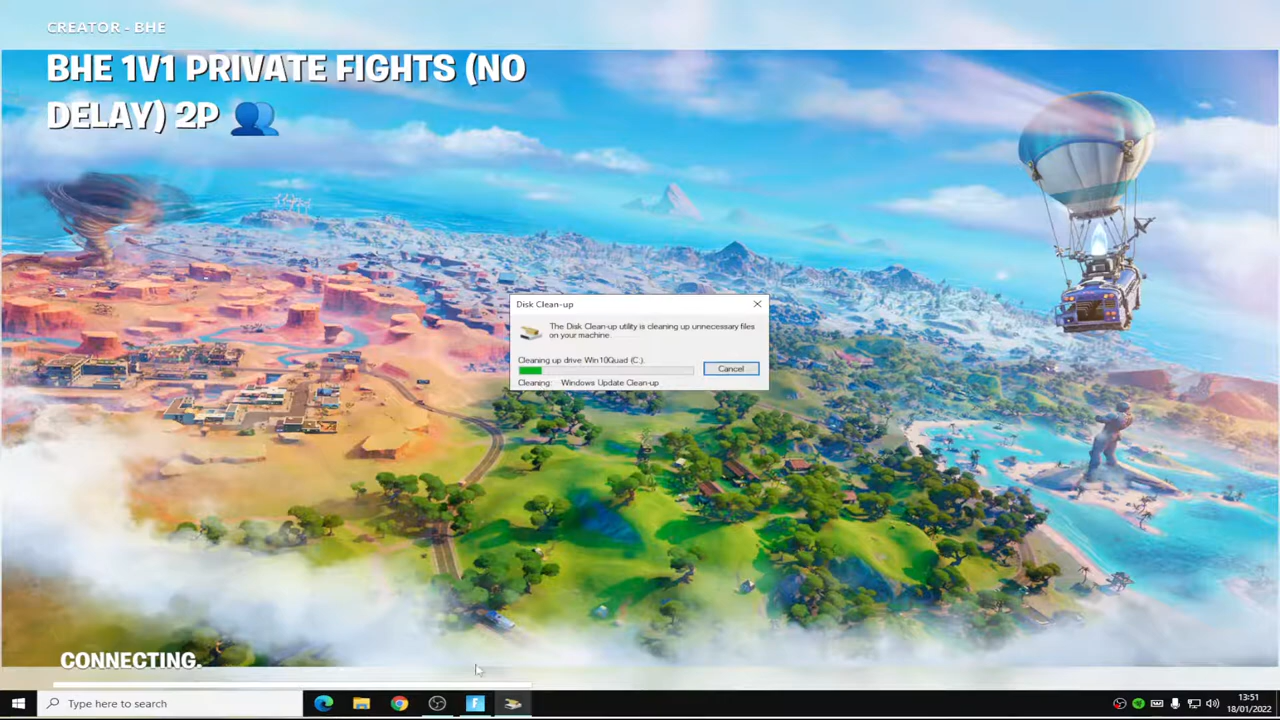 CREATOR - BHE
BHE 1V1 PRIVATE FIGHTS (NO
DELAY) 2P
Disk Clean-up
The Disk Clean-up utility is cleaning up unnecessary files
on your machine.
Cleaning up drive Win10Quad (C:).
Cancel
Cleaning: Windows Update Clean-up
CONNECTING.
Type here to search
13:51
18/01/2022